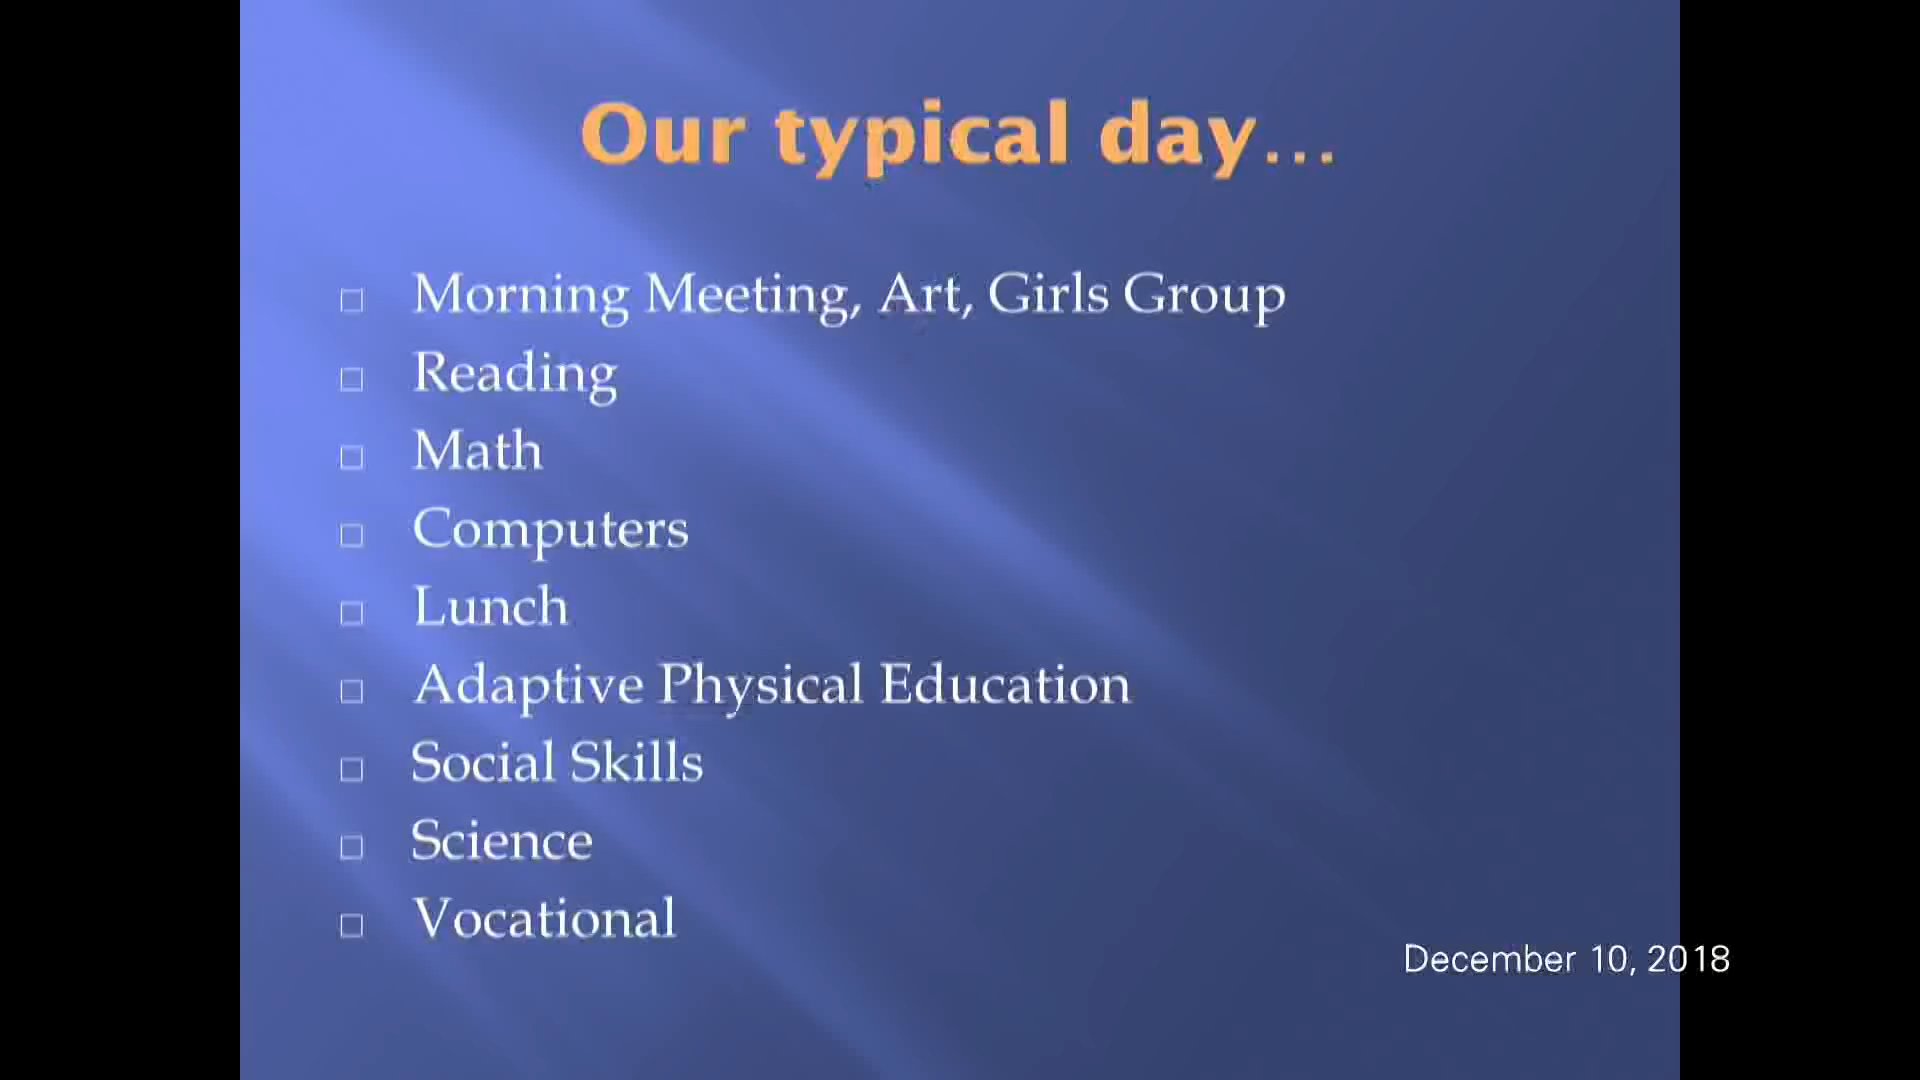 Our typical day...
Morning Meeting, Art, Girls Group
Reading
Math
Computers
Lunch
Adaptive Physical Education
Social Skills
Science
Vocational
December 10, 2018